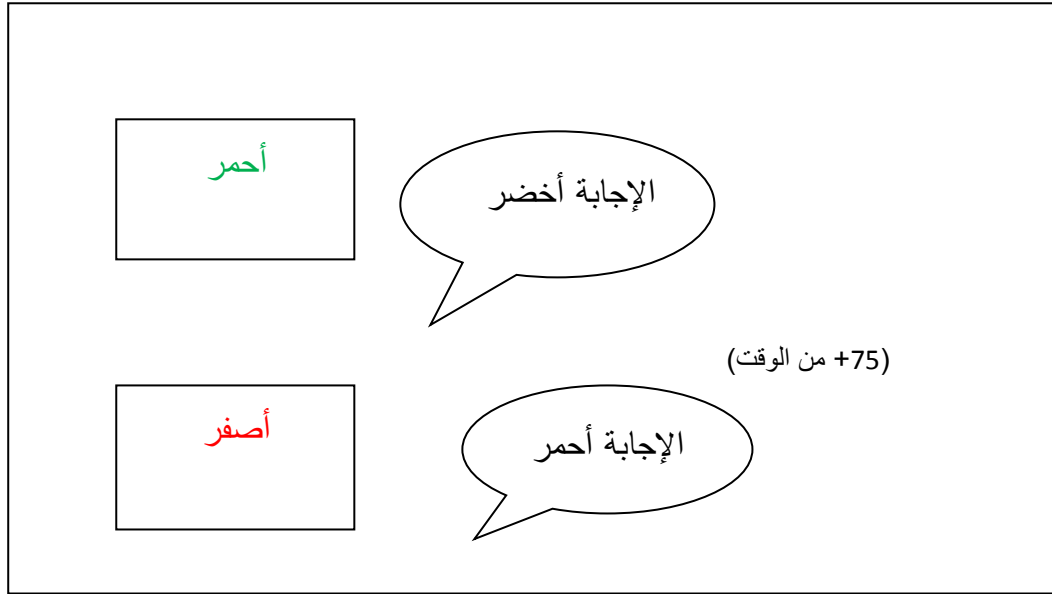 أحمر
الإجابة أخضر
(75+ من الوقت)
أصفر
الإجابة أحمر